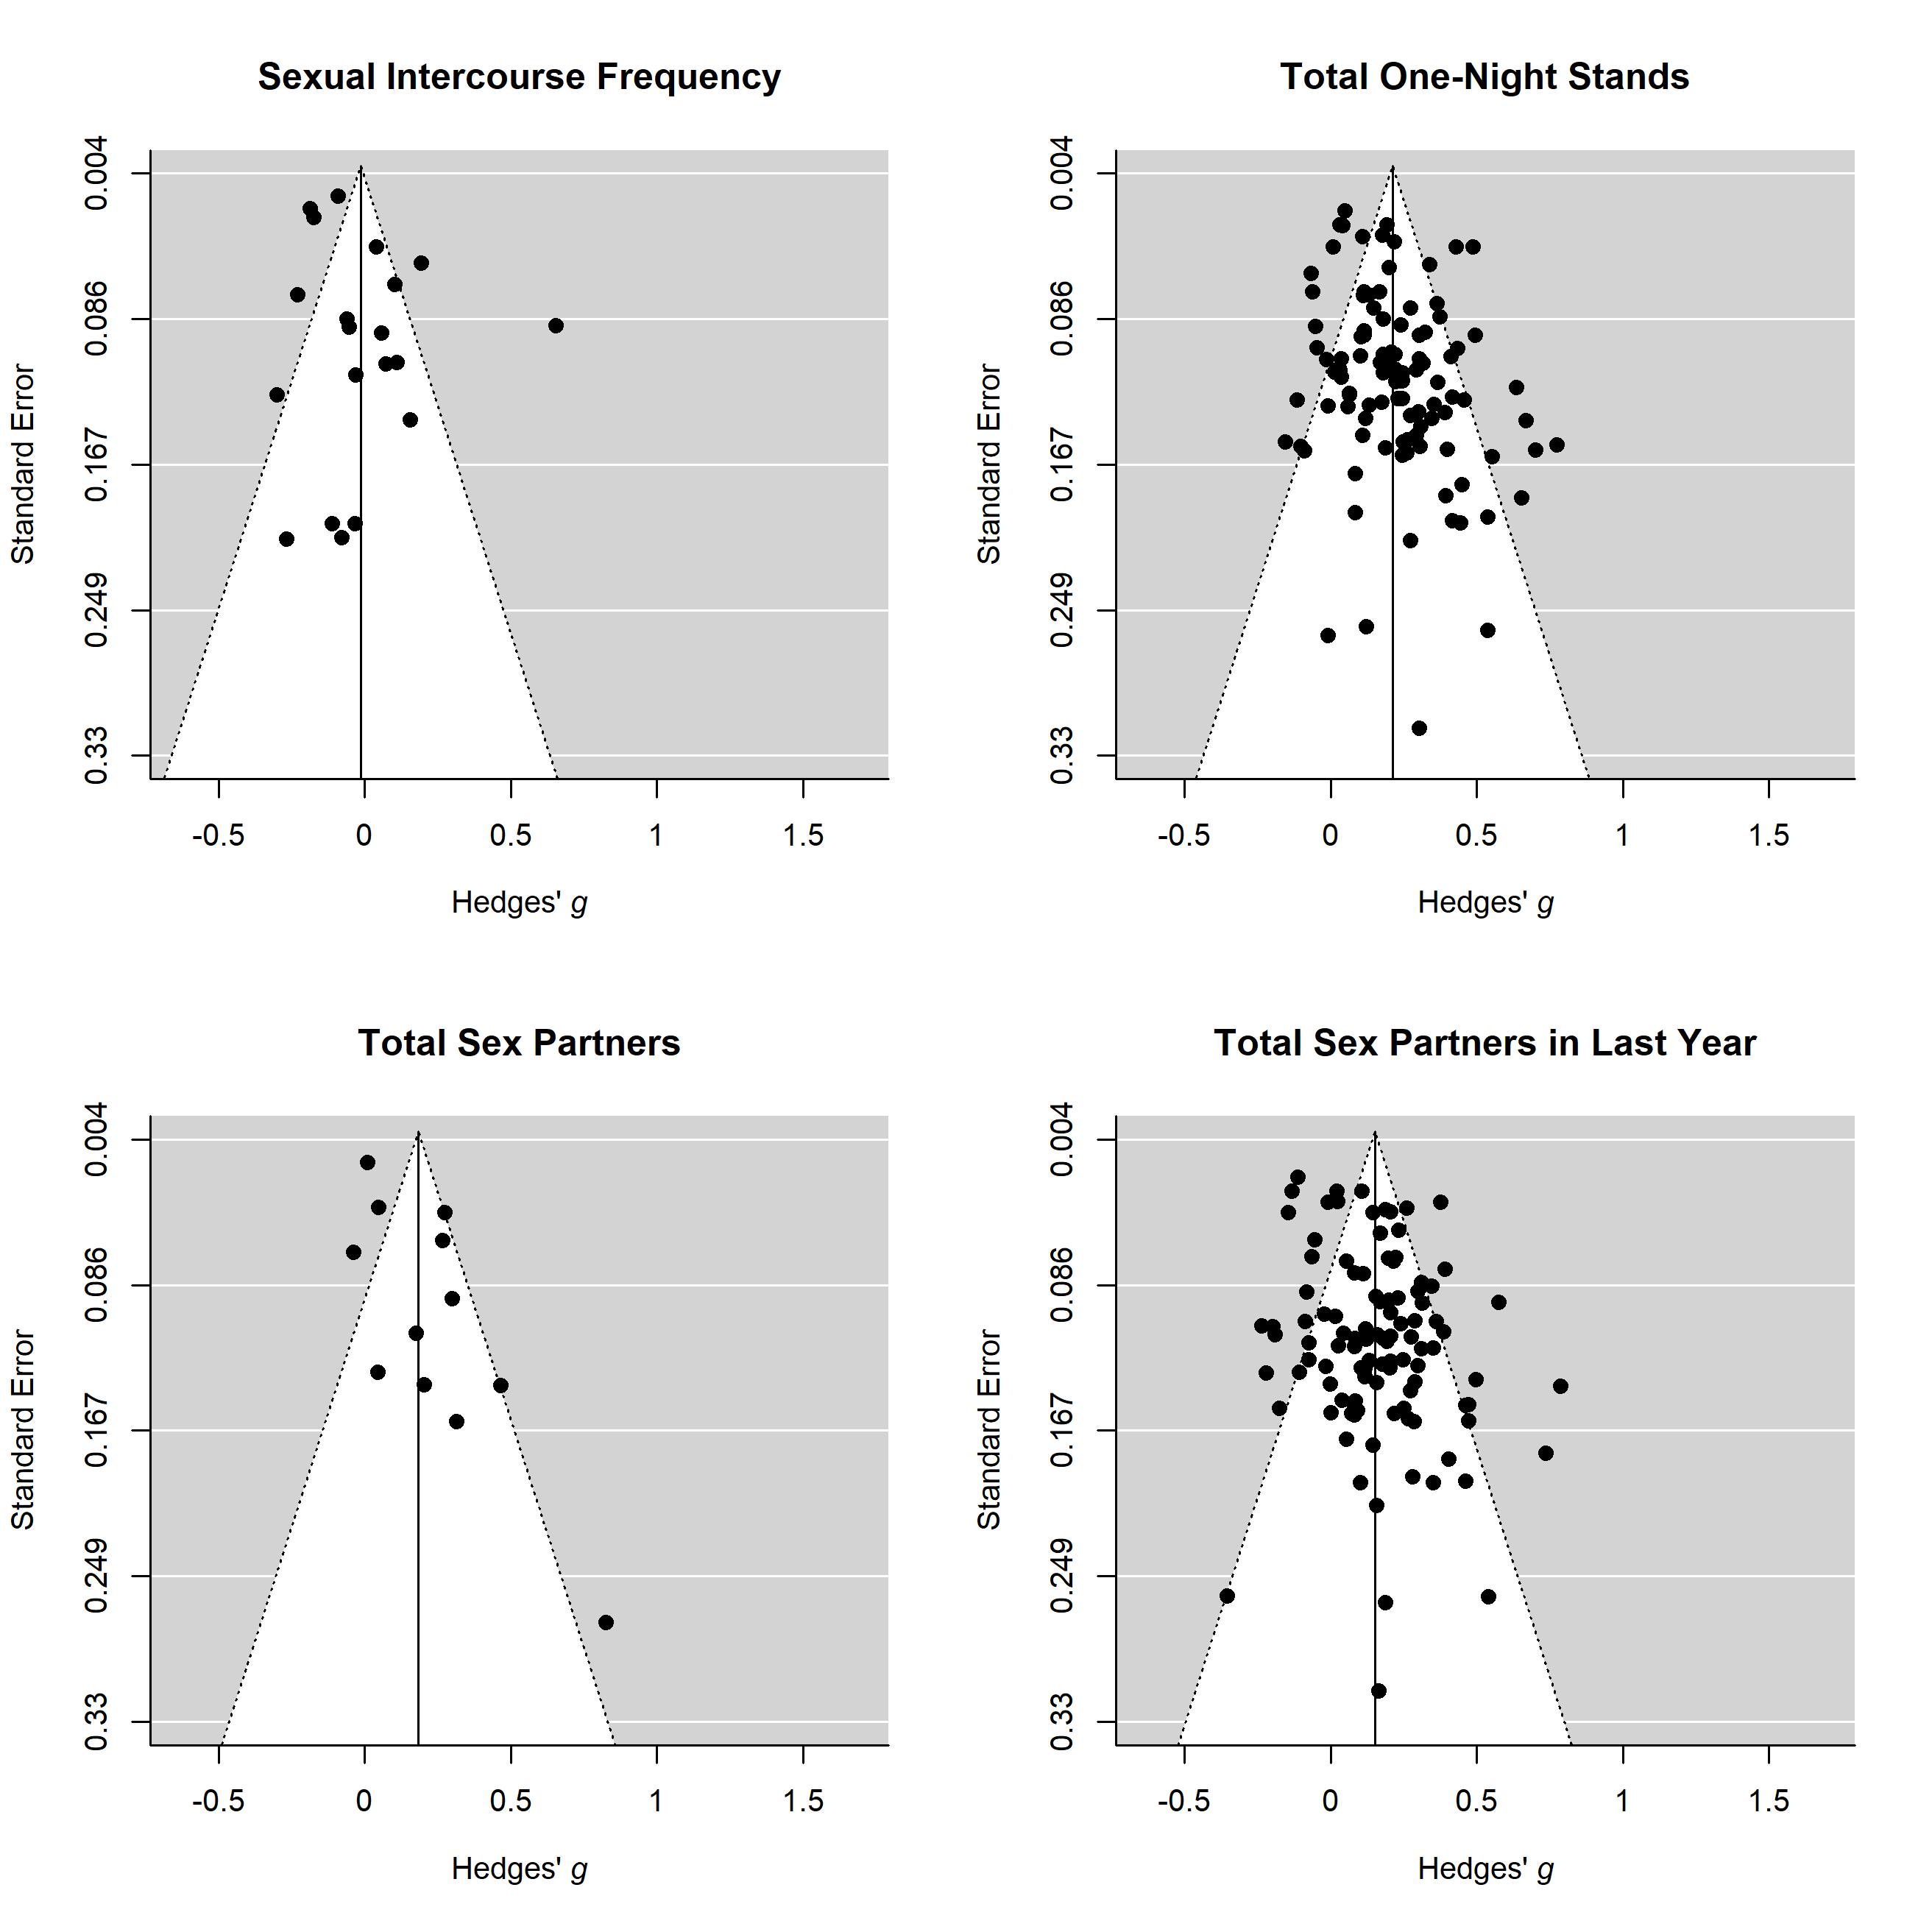 Sexual Intercourse Frequency
Standard Error
0.004
0.086
0.167
0.249
0.33
-0.5 0 0.5 1 1.5
Hedges' g
Total One-Night Stands
Standard Error
0.004
0.086
0.167
0.249
0.33
-0.5 0 0.5 1 1.5
Hedges' g
Total Sex Partners
Standard Error
0.004
0.086
0.167
0.249
0.33
-0.5 0 0.5 1 1.5
Hedges' g
Total Sex Partners in Last Year
Standard Error
0.004
0.086
0.167
0.249
0.33
-0.5 0 0.5 1 1.5
Hedges' g